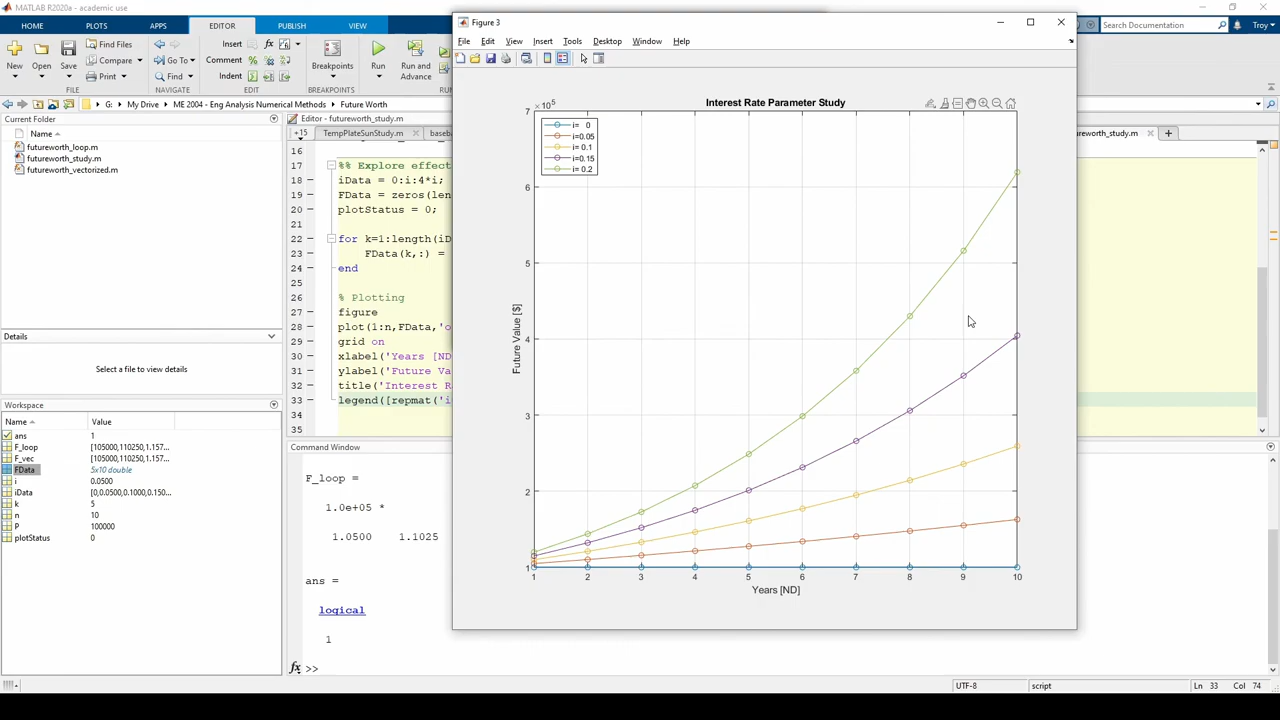 MATLAB R2020a - academic use
HOME PLOTS APPS EDITOR PUBLISH VIEW
Search Documentation
Troy
New
Open
Save
Find Files
Compare
Print
Go To
Find
Insert
Comment
Indent
Breakpoints
Run
Run and
Advance
FILE NAVIGATE EDIT BREAKPOINTS
G: My Drive ME 2004 - Eng Analysis Numerical Methods Future Worth
Current Folder
Name
futureworth_loop.m
futureworth_study.m
futureworth_vectorized.m
Details
Select a file to view details
Workspace
Name Value
ans 1
F_loop [105000,110250,1.157...
F_vec [105000,110250,1.157...
FData 5x10 double
i 0.0500
iData [0,0.0500,0.1000,0.150...
k 5
n 10
P 100000
plotStatus 0
Editor - futureworth_study.m
+15 TempPlateSunStudy.m
16
17 %% Explore effect
18 iData = 0:i:4*i;
19 FData = zeros(len
20 plotStatus = 0;
21
22 for k=1:length(iD
23 FData(k,:) =
24 end
25
26 % Plotting
27 figure
28 plot(1:n,FData,'o
29 grid on
30 xlabel('Years [ND
31 ylabel('Future Va
32 title('Interest R
33 legend([repmat('i
34
35
Command Window
F_loop =
1.0e+05 *
1.0500 1.1025
ans =
logical
1
fx >>
Figure 3
File Edit View Insert Tools Desktop Window Help
Interest Rate Parameter Study
× 10⁵
i= 0
i=0.05
i= 0.1
i=0.15
i= 0.2
7
6
5
4
3
2
1
Future Value [$]
1 2 3 4 5 6 7 8 9 10
Years [ND]
UTF-8 script Ln 33 Col 74